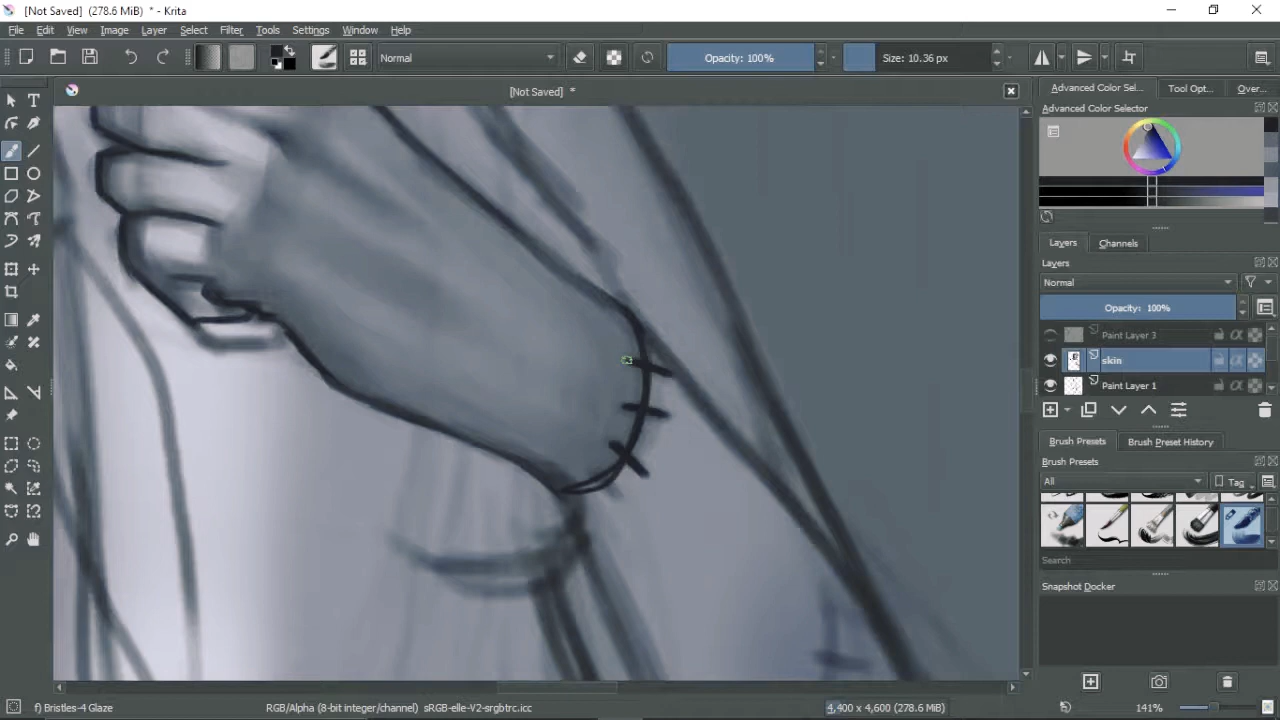 [Not Saved]  (278.6 MiB)  * - Krita
File Edit View Image Layer Select Filter Tools Settings Window Help
Normal Opacity: 100% Size: 10.36 px
[Not Saved]  *
Advanced Color Sel... Tool Opt... Over...
Advanced Color Selector
Layers Channels
Layers
Normal
Opacity:  100%
Paint Layer 3
skin
Paint Layer 1
Brush Presets Brush Preset History
Brush Presets
All Tag
Search
Snapshot Docker
f) Bristles-4 Glaze RGB/Alpha (8-bit integer/channel)  sRGB-elle-V2-srgbtrc.icc 4,400 x 4,600 (278.6 MiB) 141%